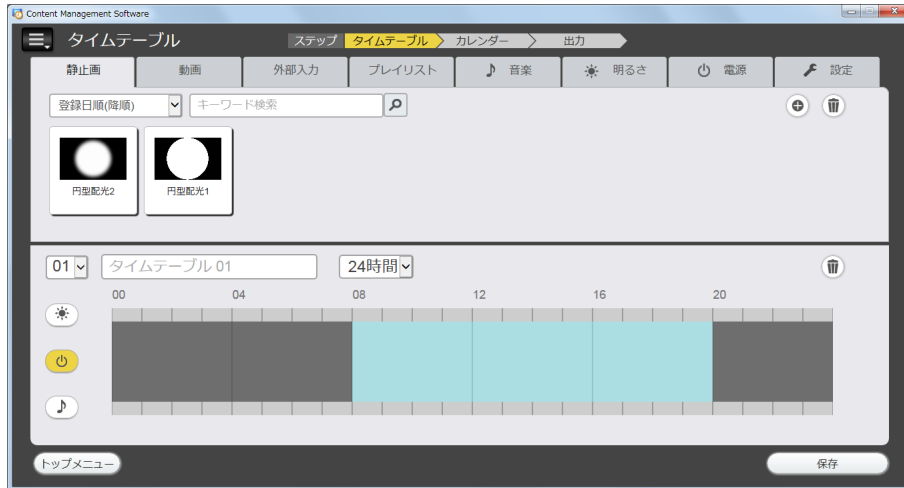 Content Management Software
タイムテーブル
ステップ タイムテーブル カレンダー 出力
静止画 動画 外部入力 プレイリスト 音楽 明るさ 電源 設定
登録日順(降順) キーワード検索
円型配光2 円型配光1
01 タイムテーブル 01 24時間
00 04 08 12 16 20
トップメニュー 保存